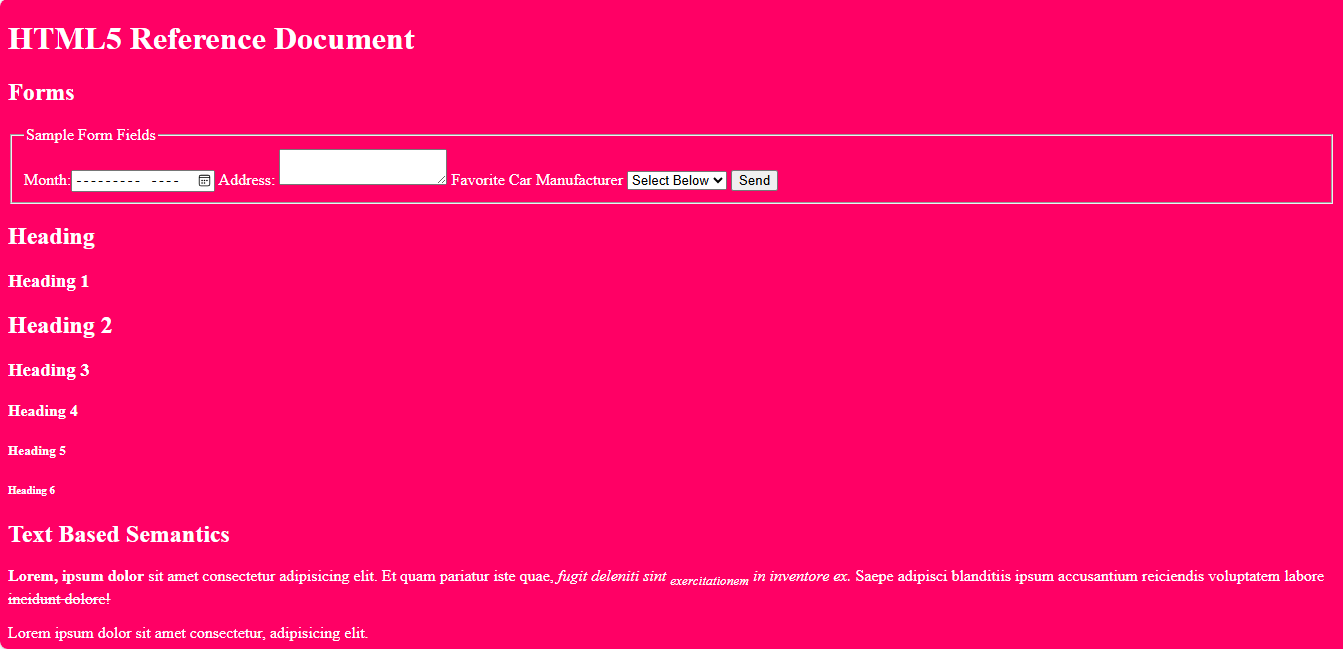 HTML5 Reference Document
Forms
Sample Form Fields
Month: --------- ---- Address: Favorite Car Manufacturer Select Below Send
Heading
Heading 1
Heading 2
Heading 3
Heading 4
Heading 5
Heading 6
Text Based Semantics
Lorem, ipsum dolor sit amet consectetur adipisicing elit. Et quam pariatur iste quae, fugit deleniti sint exercitationem in inventore ex. Saepe adipisci blanditiis ipsum accusantium reiciendis voluptatem labore
incidunt dolore!
Lorem ipsum dolor sit amet consectetur, adipisicing elit.